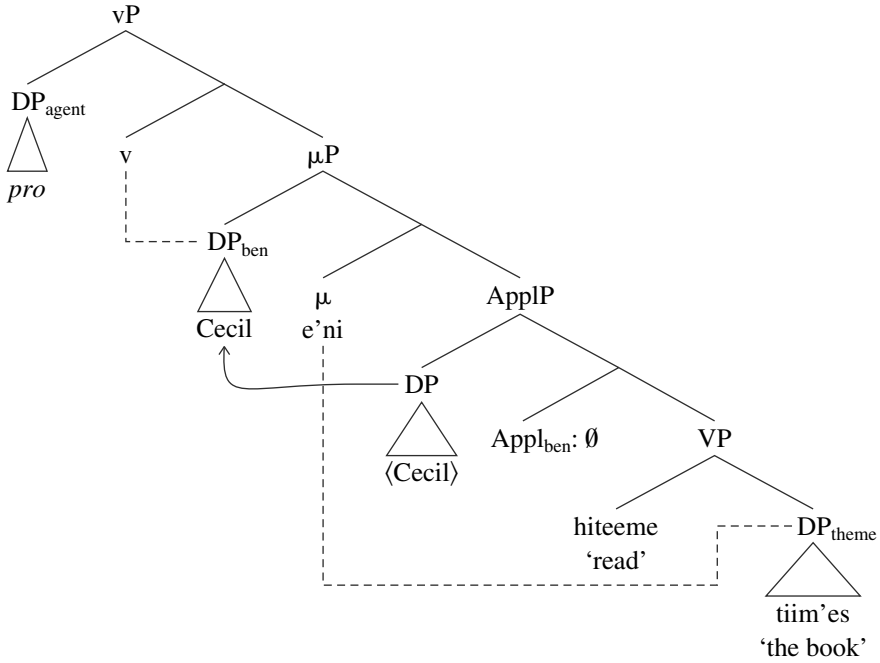 vP
DPagent
pro
v
μP
DPben
Cecil
μ
e’ni
ApplP
DP
⟨Cecil⟩
Applben: Ø
VP
hiteeme
‘read’
DPtheme
tiim’es
‘the book’